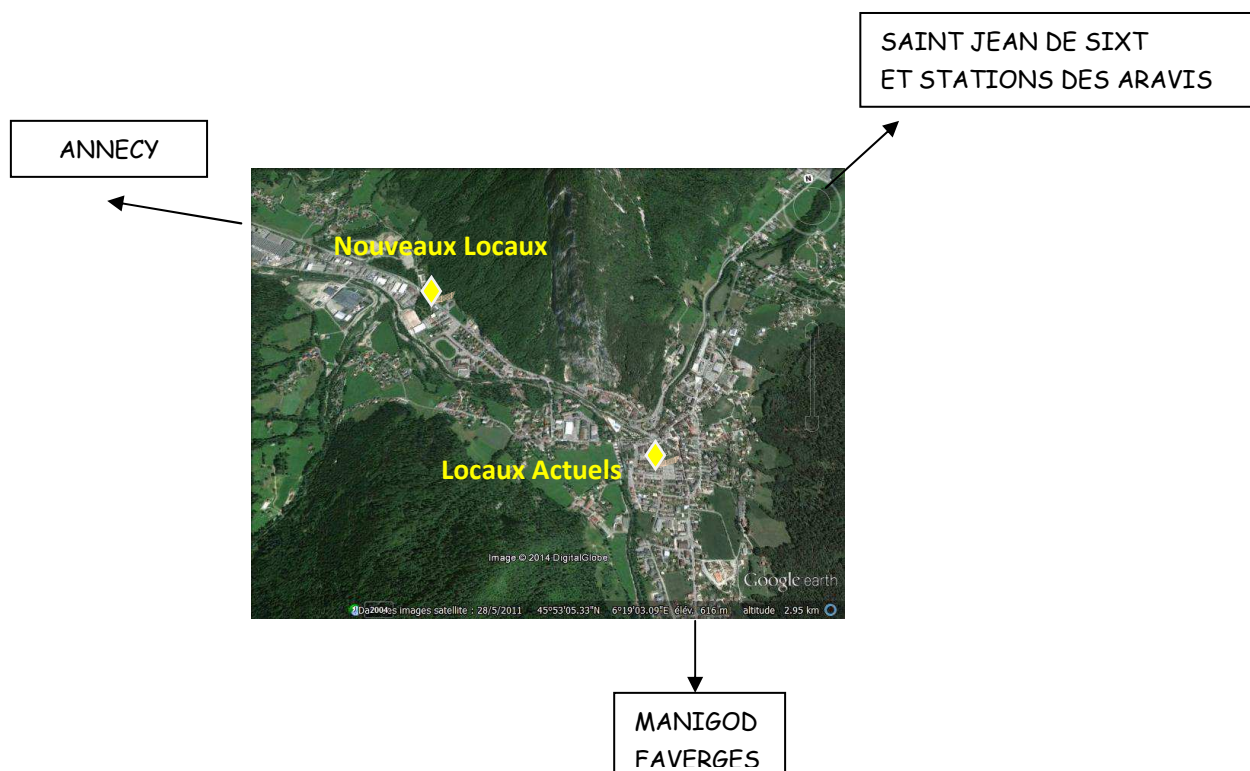 SAINT JEAN DE SIXT
ET STATIONS DES ARAVIS
ANNECY
N
Nouveaux Locaux
Locaux Actuels
Image © 2014 DigitalGlobe
Google earth
2004
es images satellite : 28/5/2011 45°53'05.33"N 6°19'03.09"E élév. 616 m altitude 2.95 km
MANIGOD
FAVERGES